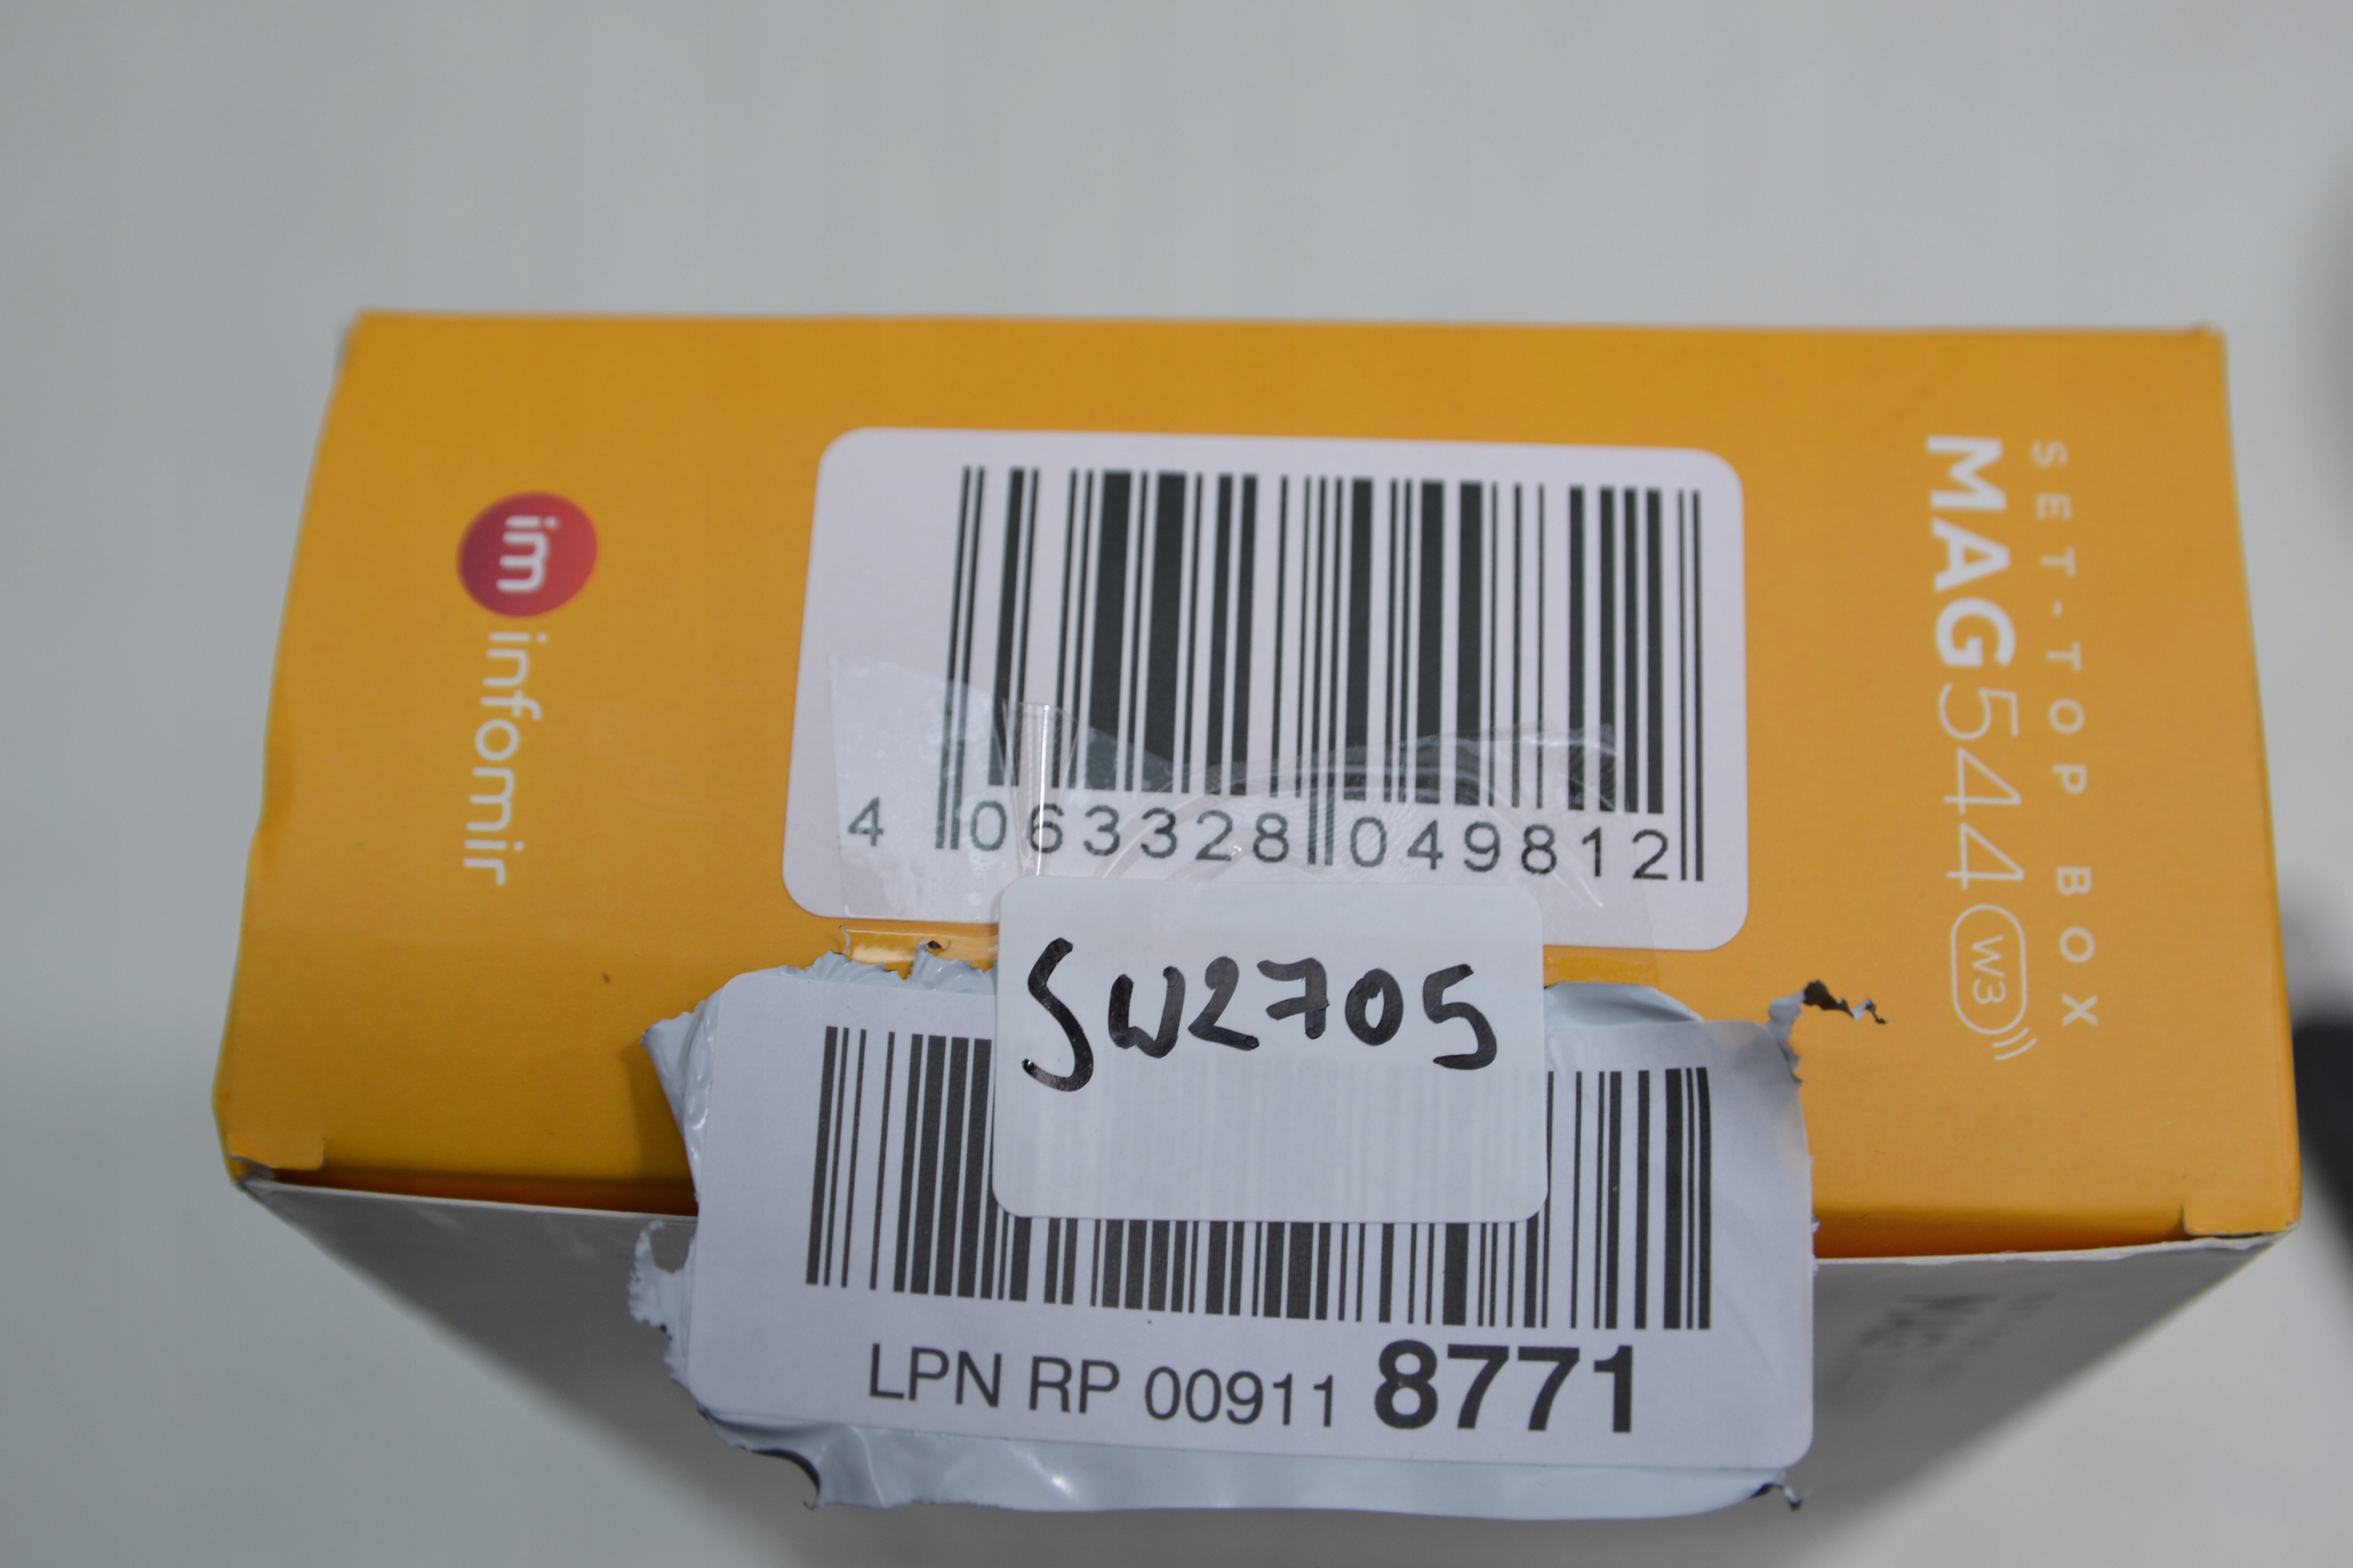 im
infomir
4 063328 049812
SET-TOP BOX
MAG544 W3
SW2705
LPN RP 00911 8771